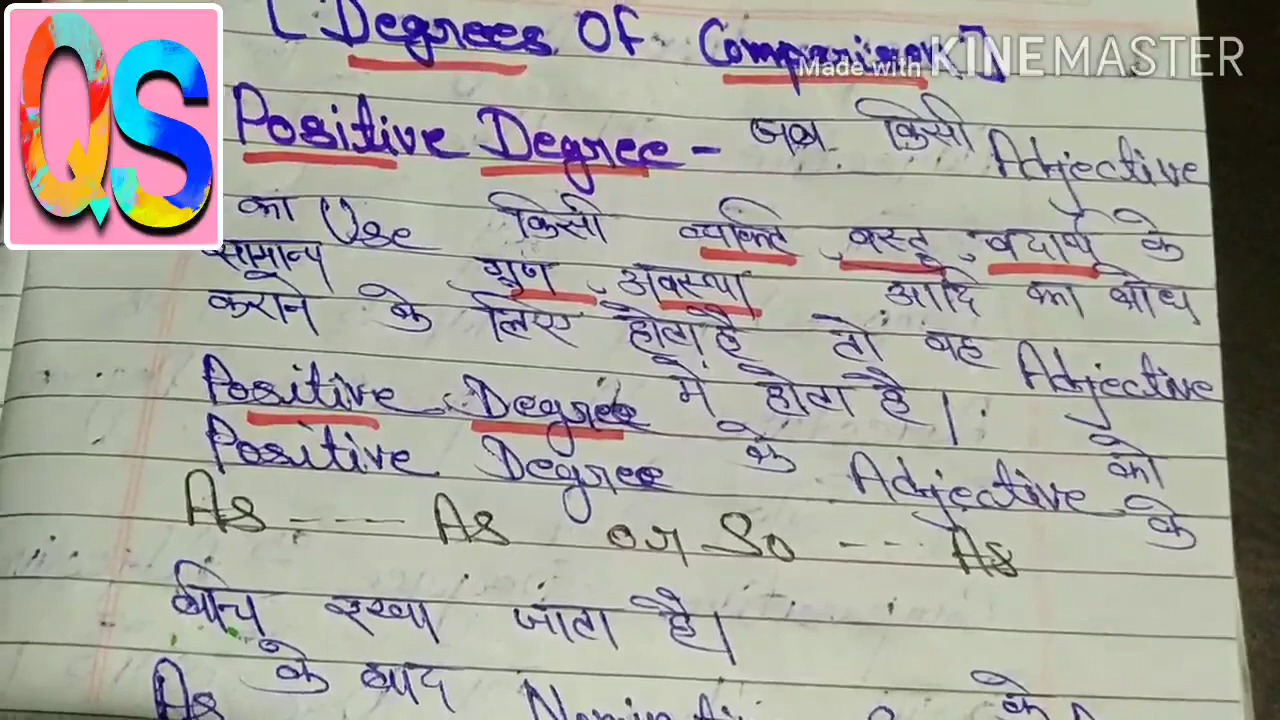 QS
[Degrees Of Comparison]
Made with KINEMASTER
Positive Degree - जब किसी Adjective
का Use किसी व्यक्ति, वस्तु, पदार्थ के
सामान्य गुण, अवस्था आदि का बोध
कराने के लिए होता है तो वह Adjective
Positive Degree में होता है।
Positive Degree के Adjective को
As ---- As or So ---- As के
बीच रखा जाता है।
As के बाद के